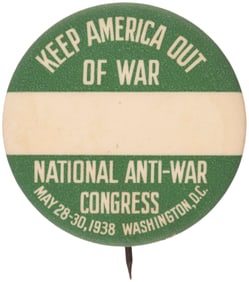 KEEP AMERICA OUT
OF WAR
NATIONAL ANTI-WAR
CONGRESS
MAY 28-30, 1938 WASHINGTON, D.C.